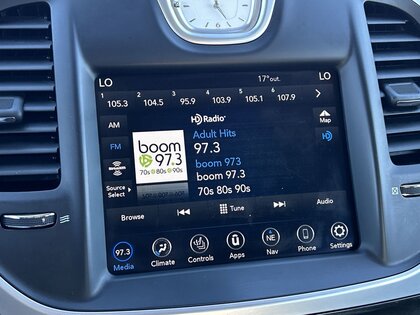 LO 17°out. LO
1 105.3 2 104.5 3 95.9 4 103.9 5 105.1 6 107.9
AM
HD Radio
Map
Adult Hits
FM
boom
97.3
70s 80s 90s
97.3
boom 973
boom 97.3
70s 80s 90s
HD
SiriusXM
Source
Select
Browse
Tune
Audio
97.3
NE
Media
Climate
Controls
Apps
Nav
Phone
Settings